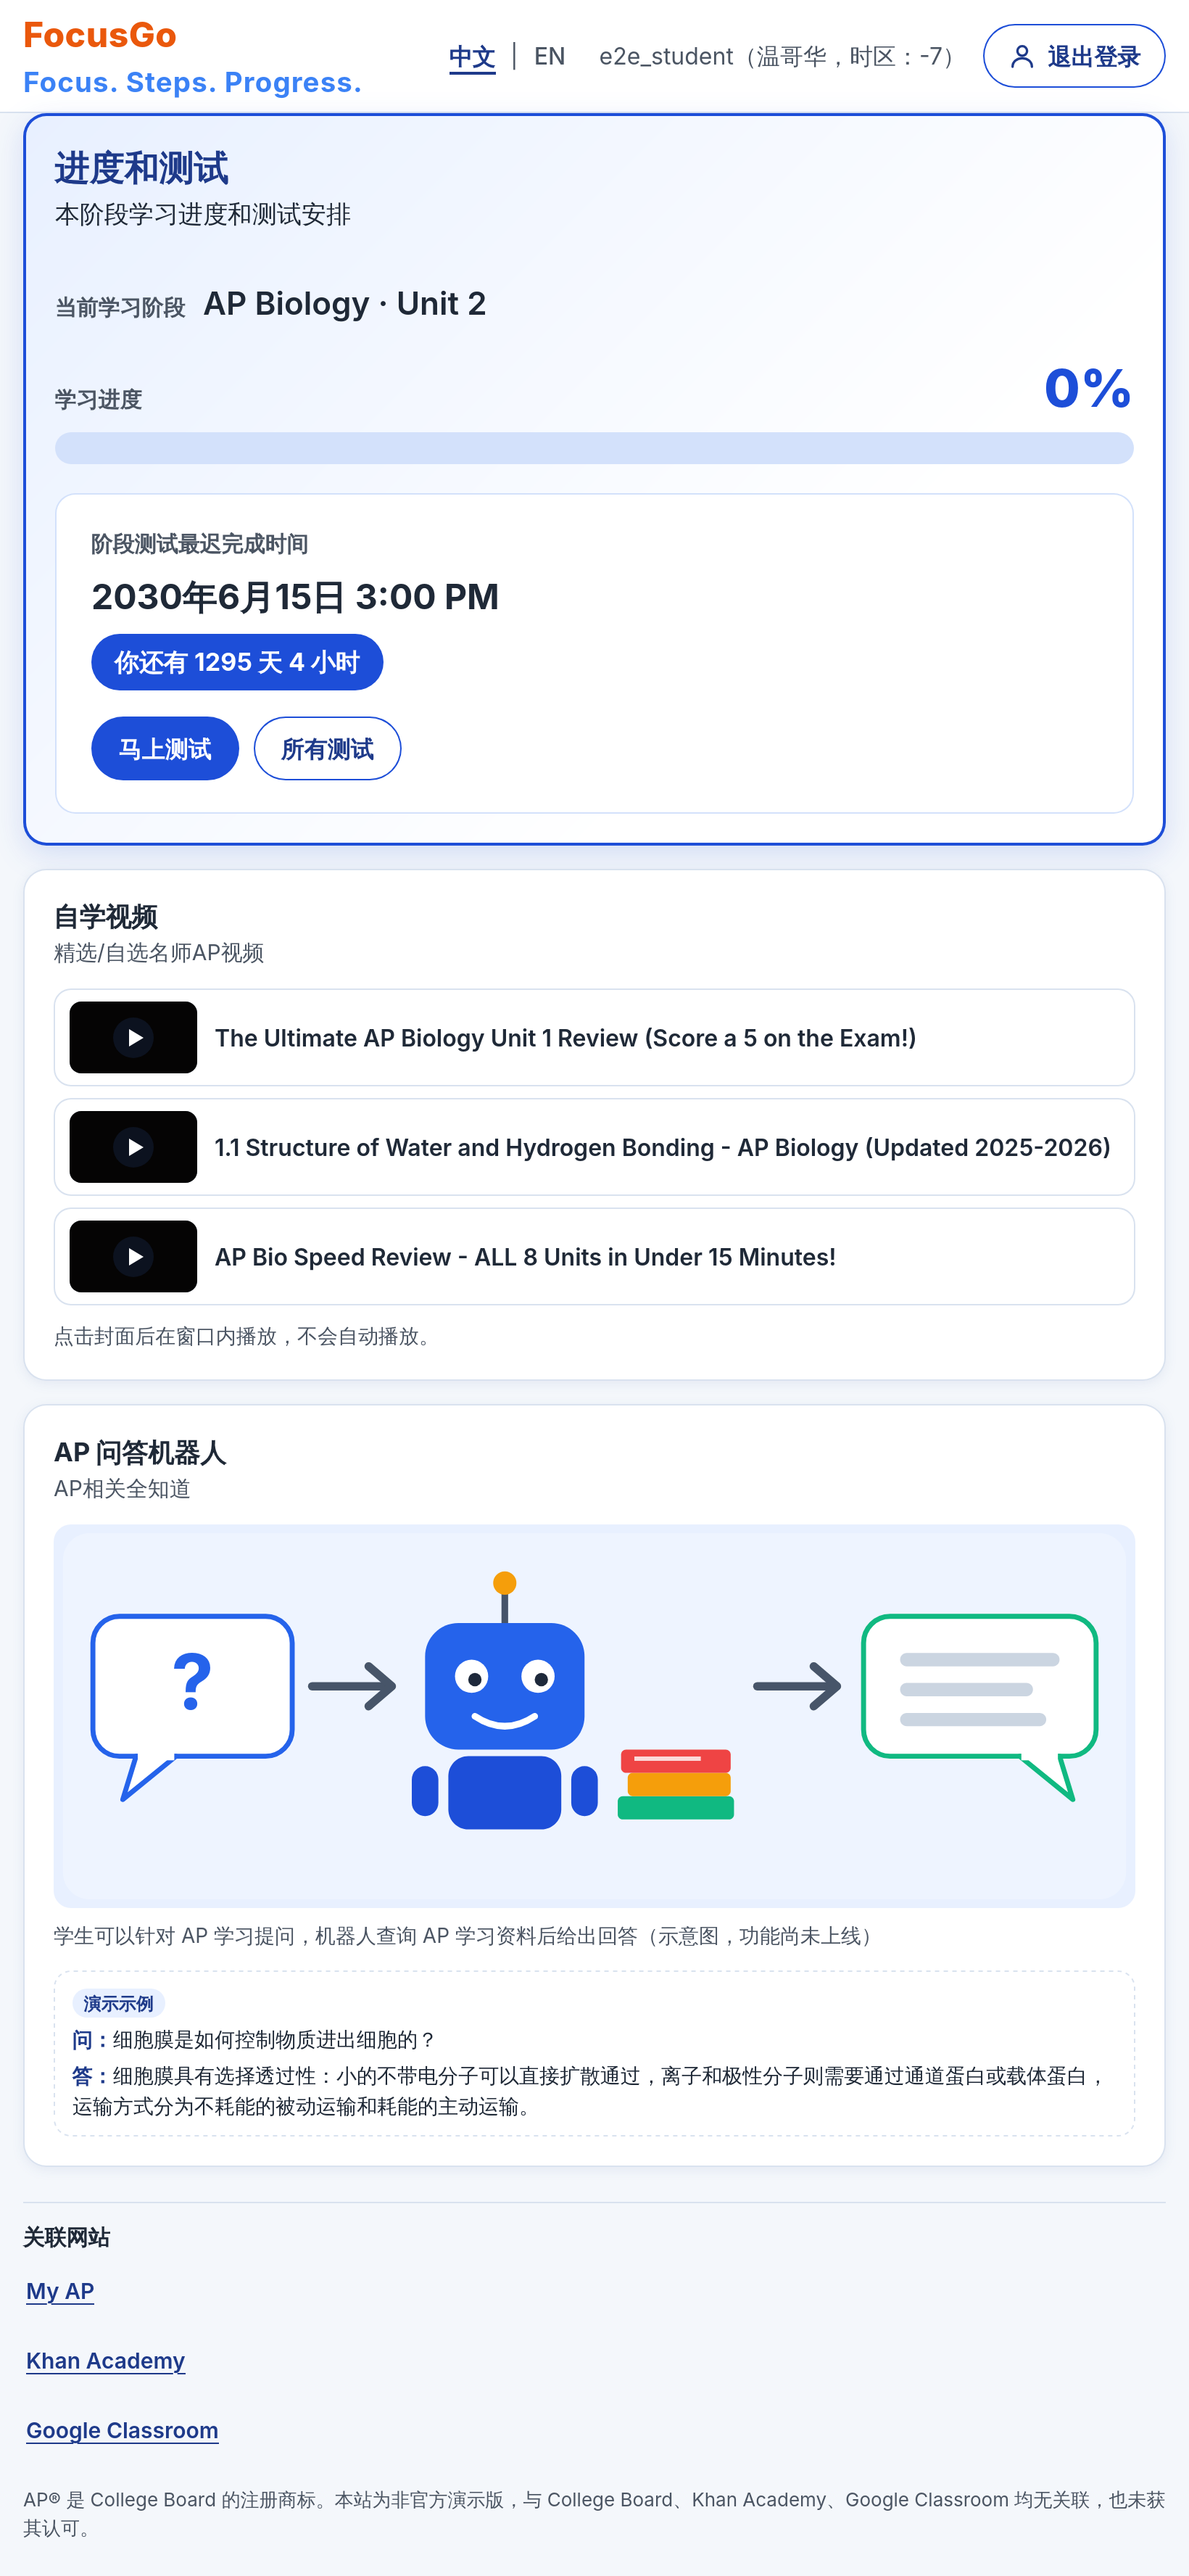 FocusGo
Focus. Steps. Progress.
中文 | EN e2e_student（温哥华，时区：-7） 退出登录
进度和测试
本阶段学习进度和测试安排
当前学习阶段 AP Biology · Unit 2
学习进度 0%
阶段测试最迟完成时间
2030年6月15日 3:00 PM
你还有 1295 天 4 小时
马上测试 所有测试
自学视频
精选/自选名师AP视频
The Ultimate AP Biology Unit 1 Review (Score a 5 on the Exam!)
1.1 Structure of Water and Hydrogen Bonding - AP Biology (Updated 2025-2026)
AP Bio Speed Review - ALL 8 Units in Under 15 Minutes!
点击封面后在窗口内播放，不会自动播放。
AP 问答机器人
AP相关全知道
?
学生可以针对 AP 学习提问，机器人查询 AP 学习资料后给出回答（示意图，功能尚未上线）
演示示例
问：细胞膜是如何控制物质进出细胞的？
答：细胞膜具有选择透过性：小的不带电分子可以直接扩散通过，离子和极性分子则需要通过通道蛋白或载体蛋白，
运输方式分为不耗能的被动运输和耗能的主动运输。
关联网站
My AP
Khan Academy
Google Classroom
AP® 是 College Board 的注册商标。本站为非官方演示版，与 College Board、Khan Academy、Google Classroom 均无关联，也未获
其认可。